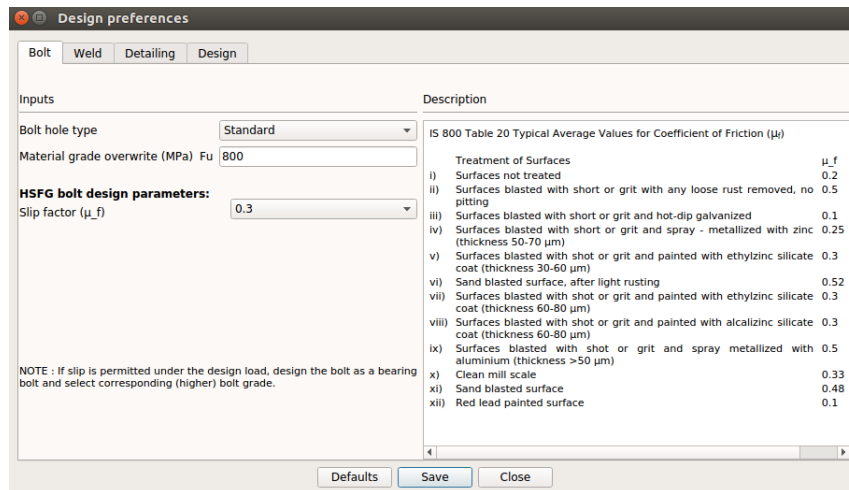 Design preferences
Bolt Weld Detailing Design
Inputs
Bolt hole type Standard
Material grade overwrite (MPa) Fu 800
HSFG bolt design parameters:
Slip factor (μ_f) 0.3
NOTE : If slip is permitted under the design load, design the bolt as a bearing
bolt and select corresponding (higher) bolt grade.
Description
IS 800 Table 20 Typical Average Values for Coefficient of Friction (μf)
Treatment of Surfaces μ_f
i) Surfaces not treated 0.2
ii) Surfaces blasted with short or grit with any loose rust removed, no 0.5
pitting
iii) Surfaces blasted with short or grit and hot-dip galvanized 0.1
iv) Surfaces blasted with short or grit and spray - metallized with zinc 0.25
(thickness 50-70 μm)
v) Surfaces blasted with shot or grit and painted with ethylzinc silicate 0.3
coat (thickness 30-60 μm)
vi) Sand blasted surface, after light rusting 0.52
vii) Surfaces blasted with shot or grit and painted with ethylzinc silicate 0.3
coat (thickness 60-80 μm)
viii) Surfaces blasted with shot or grit and painted with alcalizinc silicate 0.3
coat (thickness 60-80 μm)
ix) Surfaces blasted with shot or grit and spray metallized with 0.5
aluminium (thickness >50 μm)
x) Clean mill scale 0.33
xi) Sand blasted surface 0.48
xii) Red lead painted surface 0.1
Defaults Save Close